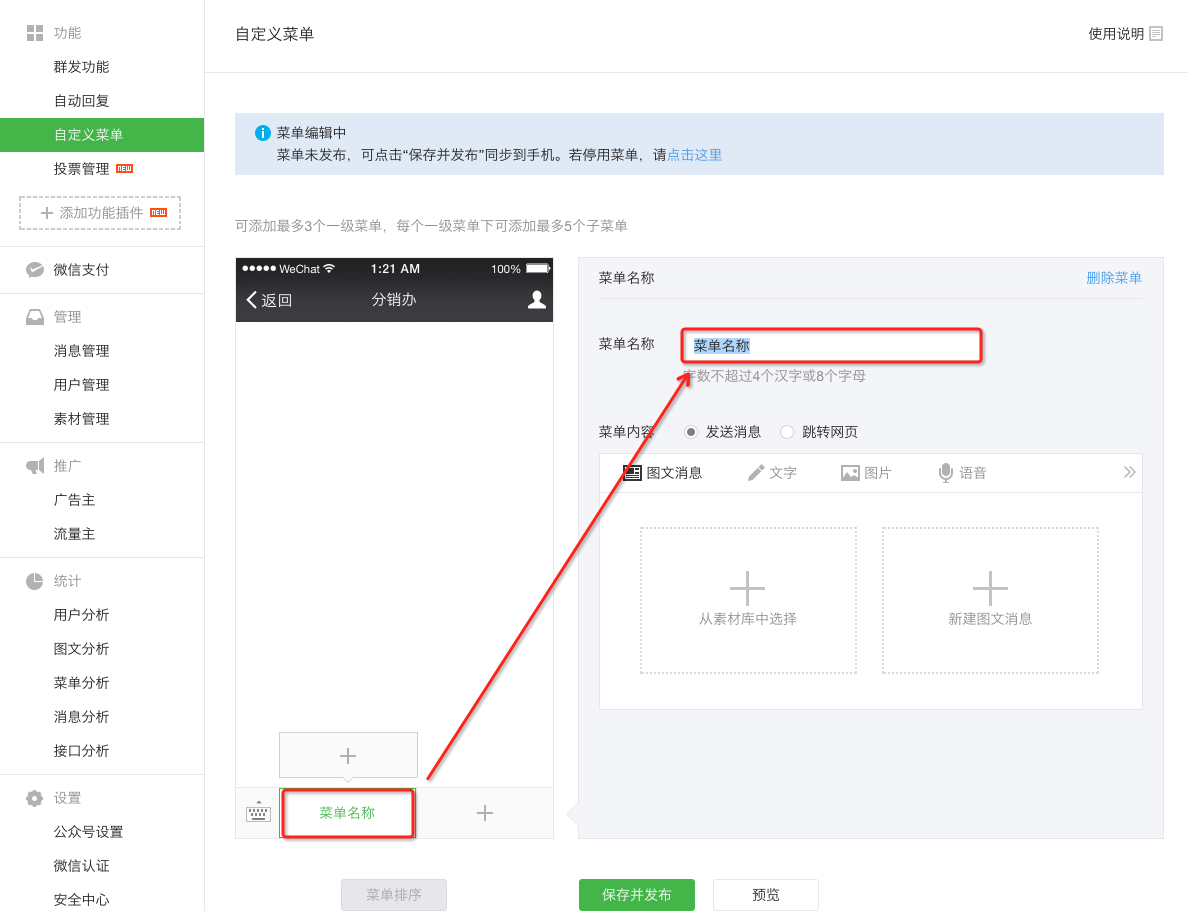 功能
群发功能
自动回复
自定义菜单
投票管理 NEW
添加功能插件 NEW
微信支付
管理
消息管理
用户管理
素材管理
推广
广告主
流量主
统计
用户分析
图文分析
菜单分析
消息分析
接口分析
设置
公众号设置
微信认证
安全中心
自定义菜单
使用说明
菜单编辑中
菜单未发布，可点击“保存并发布”同步到手机。若停用菜单，请点击这里
可添加最多3个一级菜单，每个一级菜单下可添加最多5个子菜单
WeChat 1:21 AM 100%
返回 分销办
菜单名称
菜单排序
菜单名称 删除菜单
菜单名称 菜单名称
字数不超过4个汉字或8个字母
菜单内容 发送消息 跳转网页
图文消息 文字 图片 语音
从素材库中选择 新建图文消息
保存并发布 预览